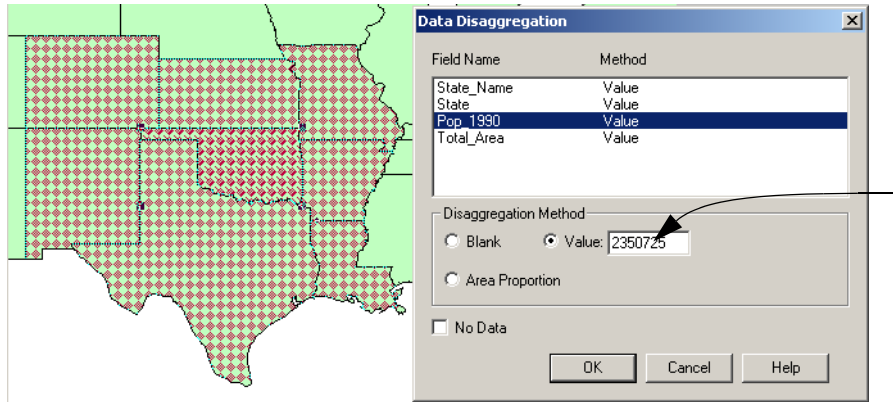 Data Disaggregation
Field Name Method
State_Name Value
State Value
Pop_1990 Value
Total_Area Value
Disaggregation Method
Blank Value: 2350725
Area Proportion
No Data
OK Cancel Help